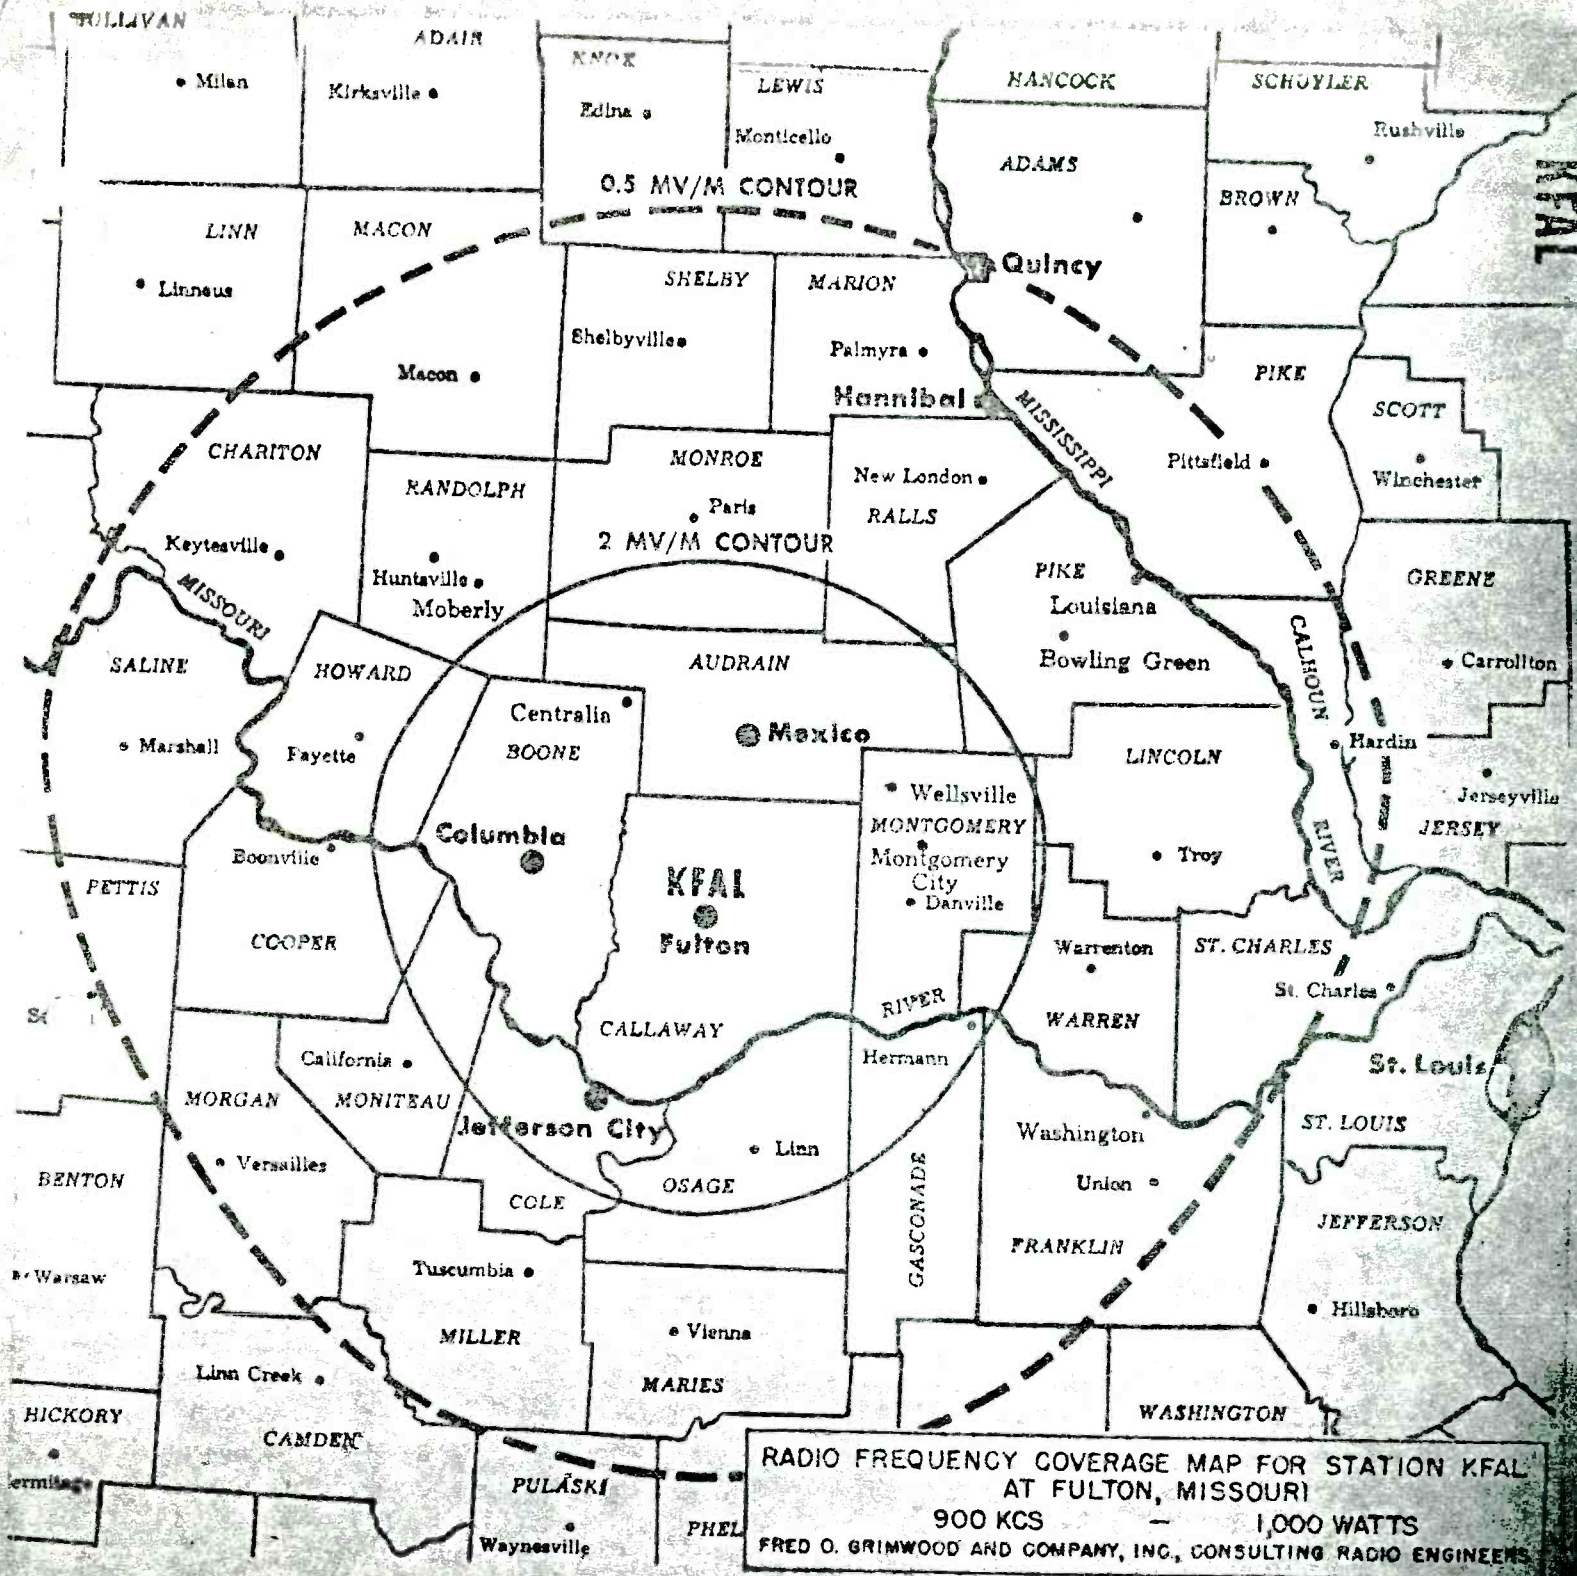 SULLIVAN
ADAIR
KNOX
LEWIS
HANCOCK
SCHUYLER
Milan
Kirksville
Edina
Monticello
Rushville
ADAMS
KFAL
0.5 MV/M CONTOUR
BROWN
LINN
MACON
Quincy
SHELBY
MARION
Linneus
Shelbyville
Palmyra
Macon
PIKE
Hannibal
MISSISSIPPI
SCOTT
CHARITON
MONROE
Pittsfield
New London
Winchester
RANDOLPH
Paris
RALLS
2 MV/M CONTOUR
Keytesville
Huntsville
PIKE
GREENE
MISSOURI
Moberly
Louisiana
CALHOUN
SALINE
HOWARD
AUDRAIN
Bowling Green
Carrollton
Centralia
Mexico
Marshall
Fayette
BOONE
LINCOLN
Hardin
Wellsville
Jerseyville
MONTGOMERY
JERSEY
RIVER
Columbia
Boonville
Montgomery
City
Troy
PETTIS
KFAL
Danville
COOPER
Fulton
Warrenton
ST. CHARLES
St. Charles
RIVER
CALLAWAY
WARREN
California
Hermann
St. Louis
MORGAN
MONITEAU
Jefferson City
Washington
ST. LOUIS
Versailles
Linn
BENTON
COLE
OSAGE
GASCONADE
Union
JEFFERSON
FRANKLIN
Warsaw
Tuscumbia
Hillsboro
MILLER
Vienna
Linn Creek
MARIES
HICKORY
WASHINGTON
CAMDEN
ermitage
PULASKI
PHEL
Waynesville
RADIO FREQUENCY COVERAGE MAP FOR STATION KFAL
AT FULTON, MISSOURI
900 KCS — 1,000 WATTS
FRED O. GRIMWOOD AND COMPANY, INC., CONSULTING RADIO ENGINEERS